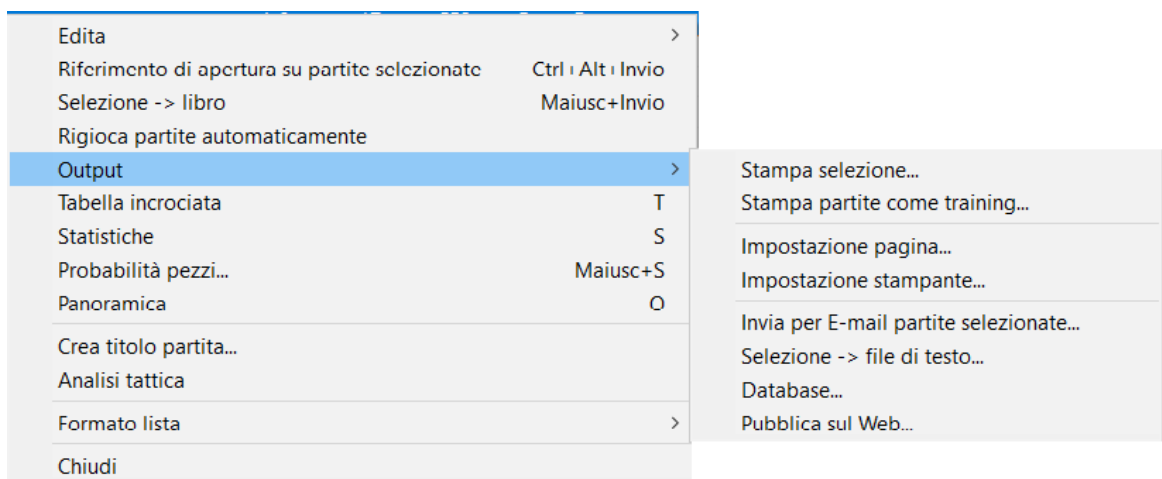 Edita
Riferimento di apertura su partite selezionate Ctrl+Alt+Invio
Selezione -> libro Maiusc+Invio
Rigioca partite automaticamente
Output
Tabella incrociata T
Statistiche S
Probabilità pezzi... Maiusc+S
Panoramica O
Crea titolo partita...
Analisi tattica
Formato lista
Chiudi
Stampa selezione...
Stampa partite come training...
Impostazione pagina...
Impostazione stampante...
Invia per E-mail partite selezionate...
Selezione -> file di testo...
Database...
Pubblica sul Web...